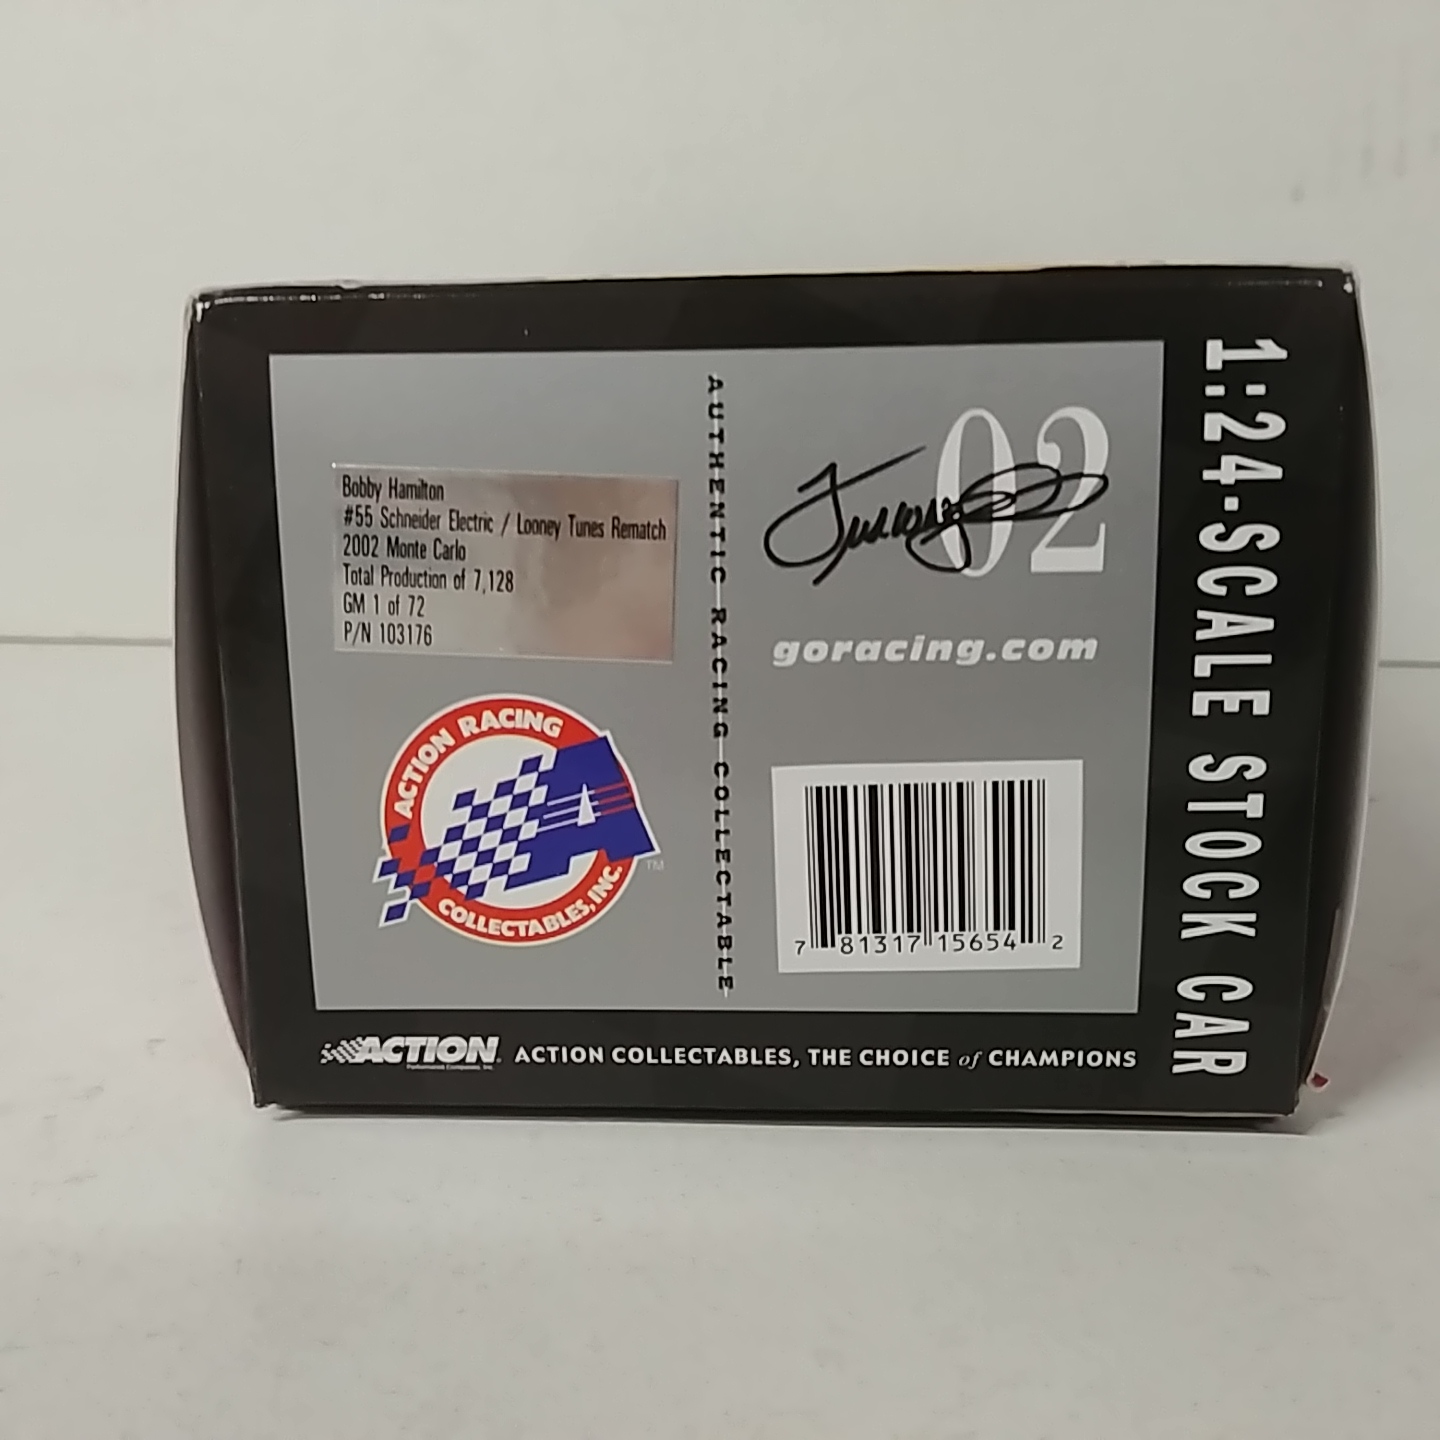 Bobby Hamilton
#55 Schneider Electric / Looney Tunes Rematch
2002 Monte Carlo
Total Production of 7,128
GM 1 of 72
P/N 103176
ACTION RACING
COLLECTABLES, INC.
TM
AUTHENTIC RACING COLLECTABLE
02
goracing.com
7 81317 15654 2
1:24-SCALE STOCK CAR
ACTION
ACTION COLLECTABLES, THE CHOICE of CHAMPIONS